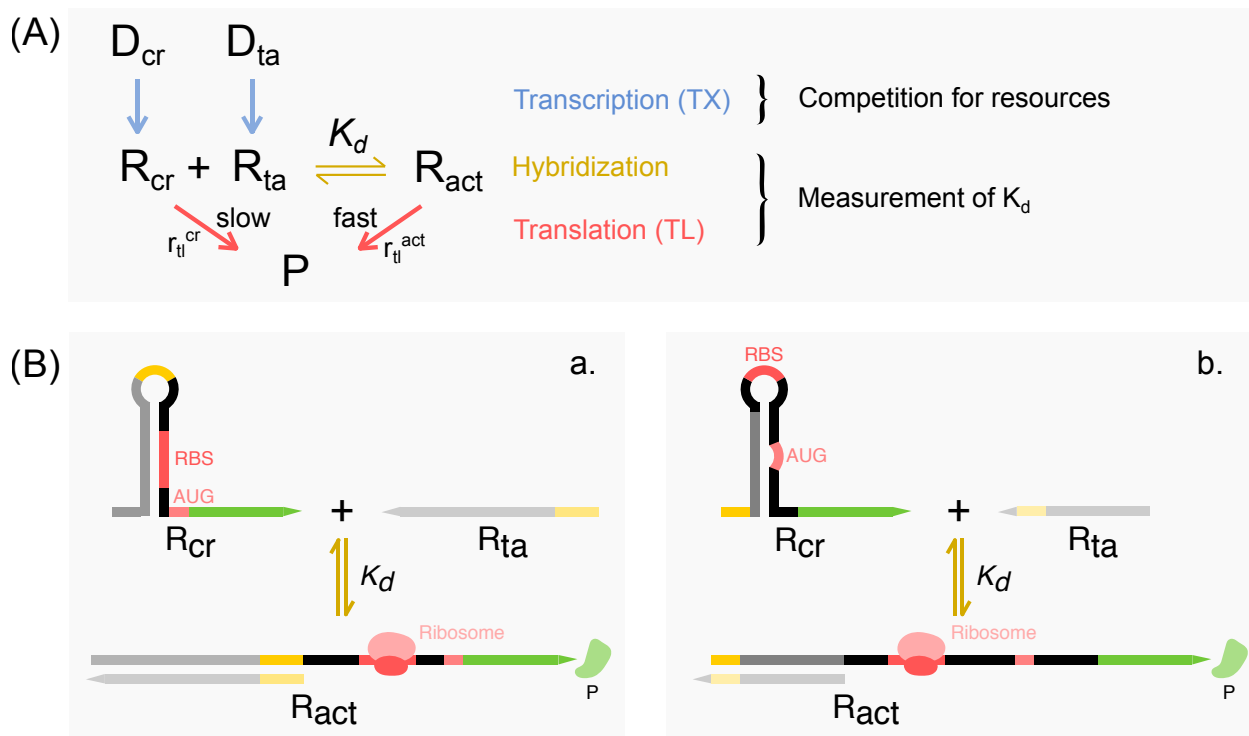 (A)
D_cr D_ta
Transcription (TX) } Competition for resources
K_d
R_cr + R_ta ⇌ R_act
Hybridization
Measurement of K_d
slow fast
Translation (TL)
r_tl^cr r_tl^act
P
(B)
a.
RBS
AUG
+
R_cr
R_ta
K_d
Ribosome
P
R_act
b.
RBS
AUG
+
R_cr
R_ta
K_d
Ribosome
P
R_act